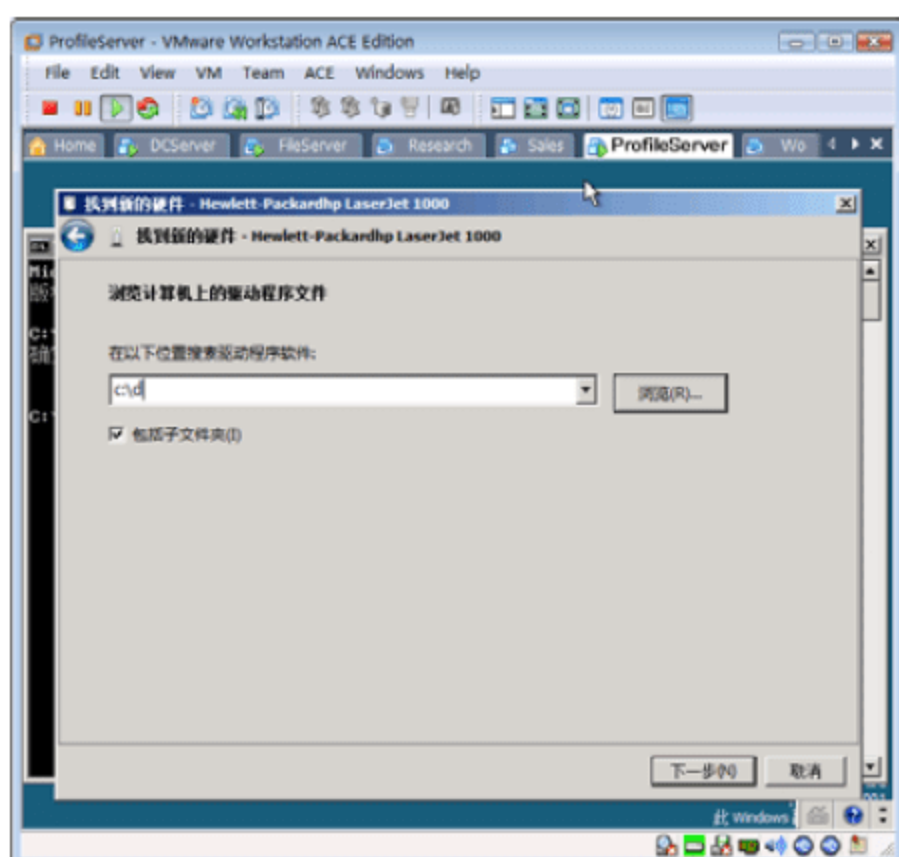 ProfileServer - VMware Workstation ACE Edition
File Edit View VM Team ACE Windows Help
Home DCServer FileServer Research Sales ProfileServer Wo
找到新的硬件 - Hewlett-Packardhp LaserJet 1000
找到新的硬件 - Hewlett-Packardhp LaserJet 1000
浏览计算机上的驱动程序文件
在以下位置搜索驱动程序软件:
c:\d
浏览(R)...
包括子文件夹(I)
下一步(N) 取消
此 Windows